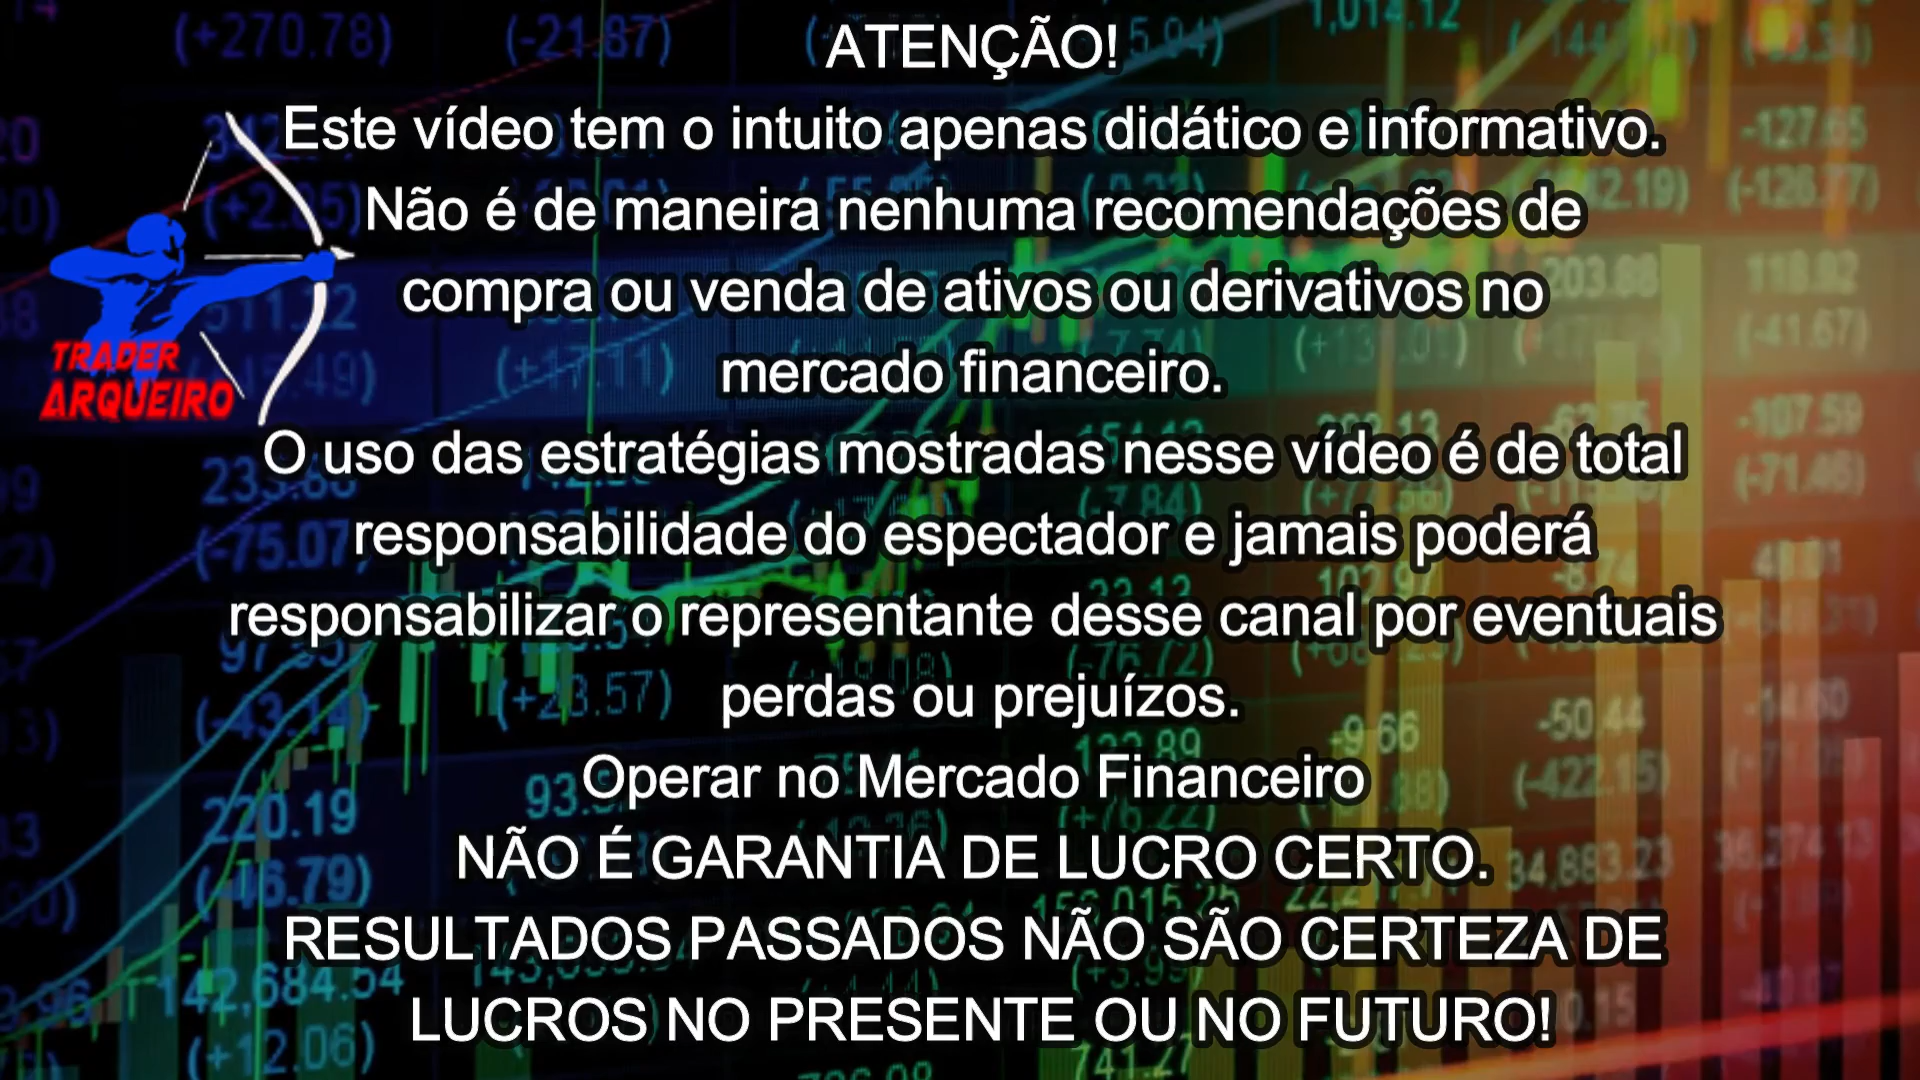 ATENÇÃO!
Este vídeo tem o intuito apenas didático e informativo.
Não é de maneira nenhuma recomendações de
compra ou venda de ativos ou derivativos no
mercado financeiro.
TRADER
ARQUEIRO
O uso das estratégias mostradas nesse vídeo é de total
responsabilidade do espectador e jamais poderá
responsabilizar o representante desse canal por eventuais
perdas ou prejuízos.
Operar no Mercado Financeiro
NÃO É GARANTIA DE LUCRO CERTO.
RESULTADOS PASSADOS NÃO SÃO CERTEZA DE
LUCROS NO PRESENTE OU NO FUTURO!